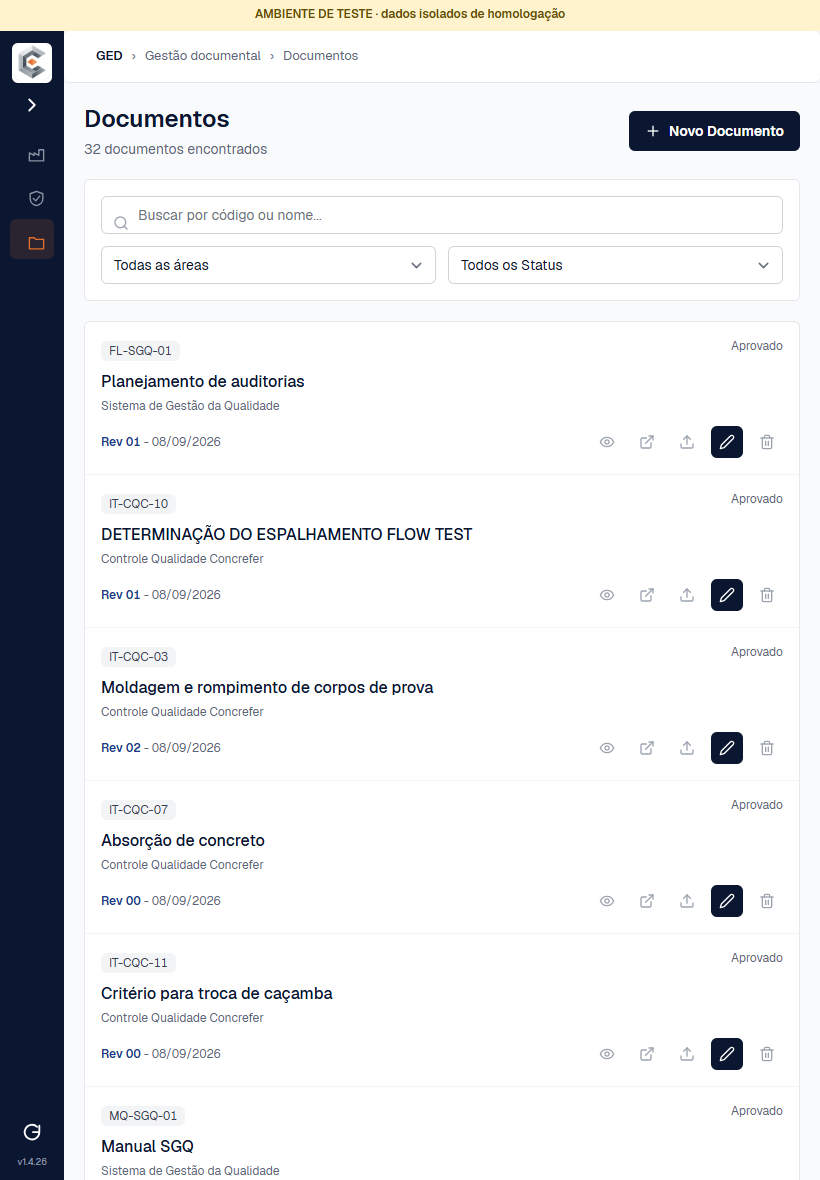 AMBIENTE DE TESTE · dados isolados de homologação
GED › Gestão documental › Documentos
Documentos
32 documentos encontrados
Novo Documento
Buscar por código ou nome...
Todas as áreas
Todos os Status
FL-SGQ-01
Aprovado
Planejamento de auditorias
Sistema de Gestão da Qualidade
Rev 01 - 08/09/2026
IT-CQC-10
Aprovado
DETERMINAÇÃO DO ESPALHAMENTO FLOW TEST
Controle Qualidade Concrefer
Rev 01 - 08/09/2026
IT-CQC-03
Aprovado
Moldagem e rompimento de corpos de prova
Controle Qualidade Concrefer
Rev 02 - 08/09/2026
IT-CQC-07
Aprovado
Absorção de concreto
Controle Qualidade Concrefer
Rev 00 - 08/09/2026
IT-CQC-11
Aprovado
Critério para troca de caçamba
Controle Qualidade Concrefer
Rev 00 - 08/09/2026
MQ-SGQ-01
Aprovado
Manual SGQ
Sistema de Gestão da Qualidade
v1.4.26